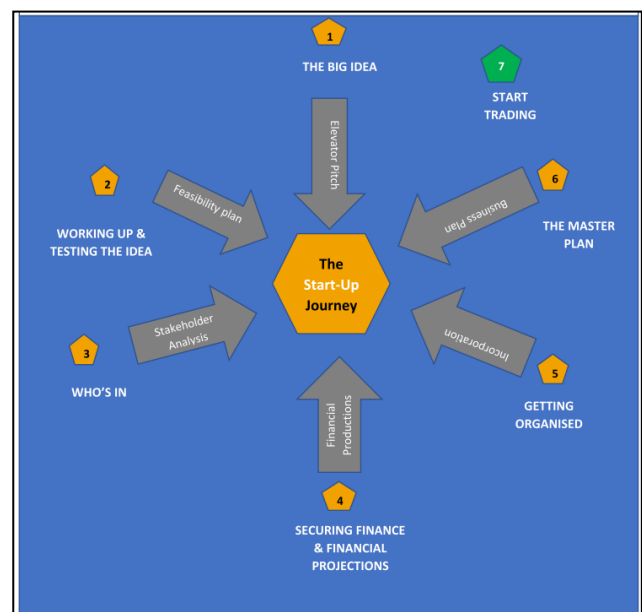 1
THE BIG IDEA
Elevator Pitch
7
START
TRADING
2
WORKING UP &
TESTING THE IDEA
Feasibility plan
6
THE MASTER
PLAN
Business Plan
The
Start-Up
Journey
3
WHO'S IN
Stakeholder
Analysis
5
GETTING
ORGANISED
Incorporation
Financial
Productions
4
SECURING FINANCE
& FINANCIAL
PROJECTIONS